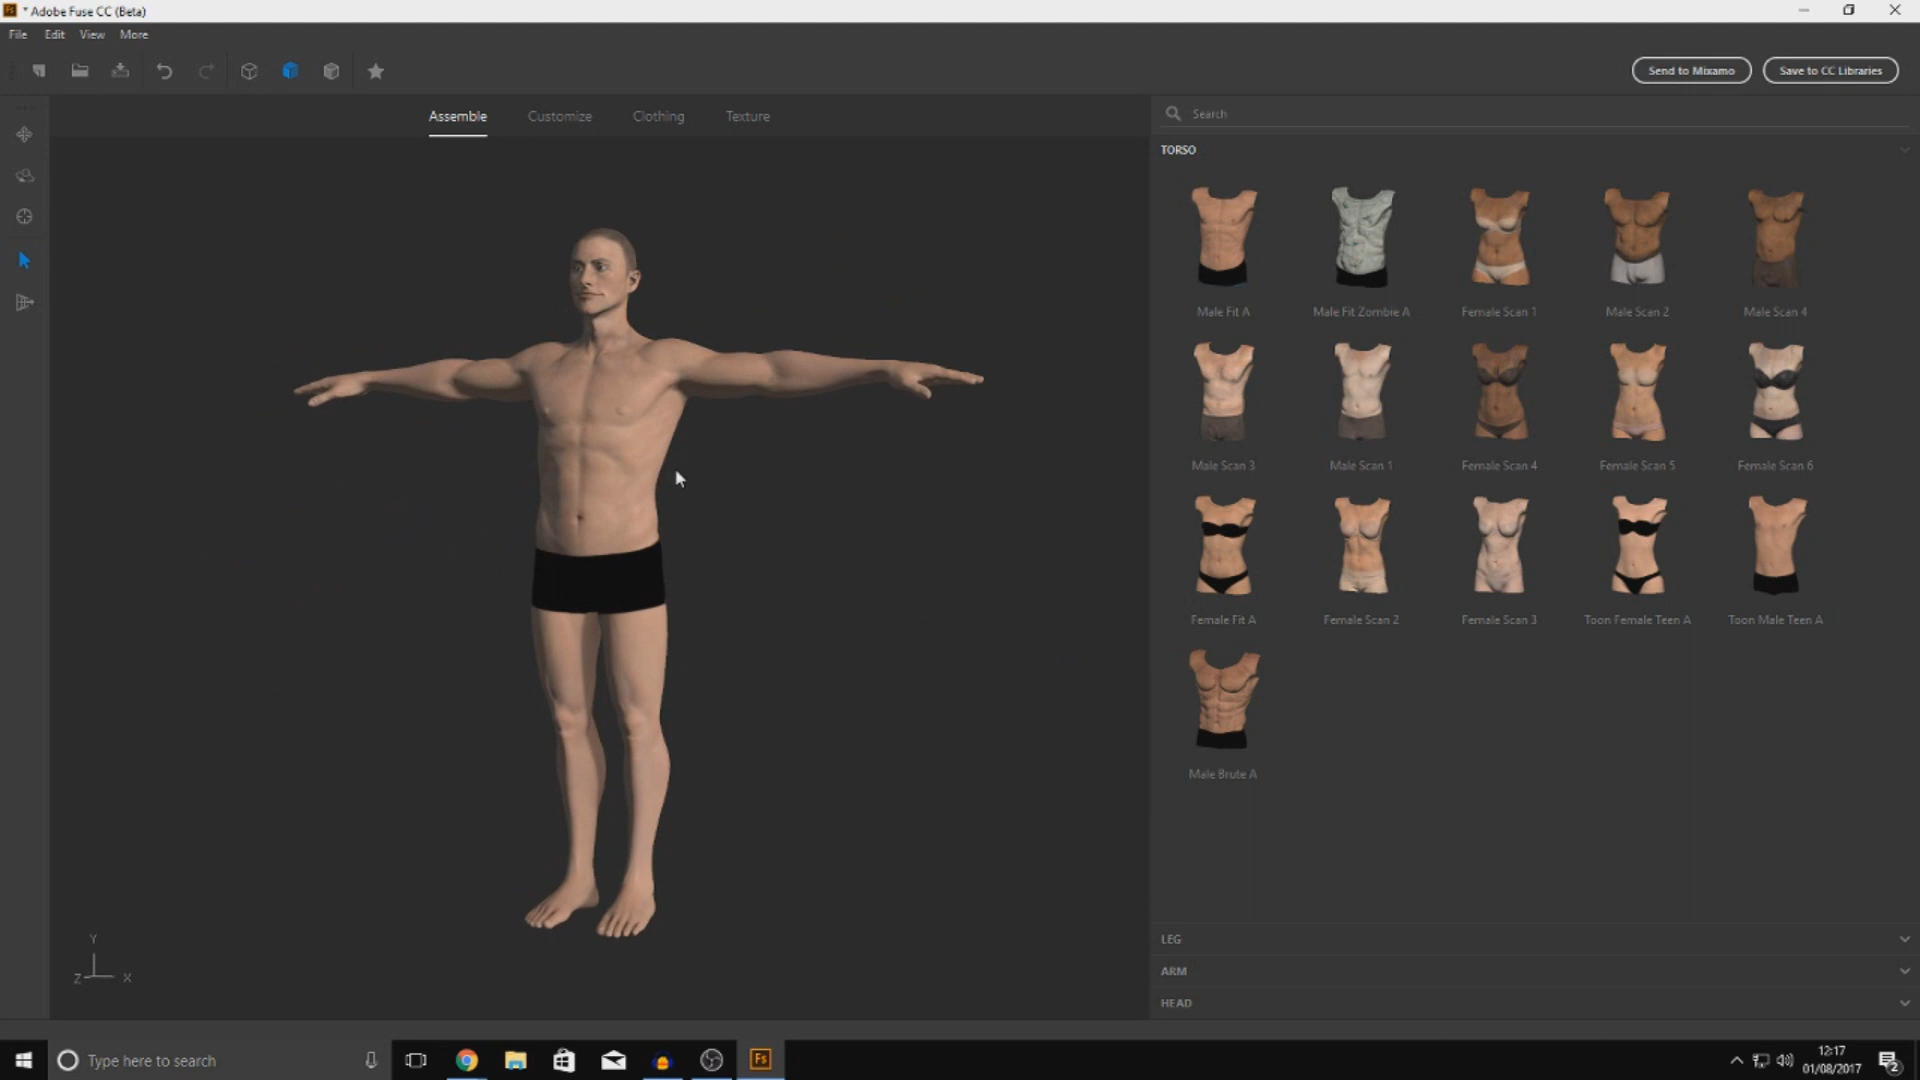 Fs * Adobe Fuse CC (Beta)
File Edit View More
Send to Mixamo Save to CC Libraries
Assemble Customize Clothing Texture
Search
TORSO
Male Fit A Male Fit Zombie A Female Scan 1 Male Scan 2 Male Scan 4
Male Scan 3 Male Scan 1 Female Scan 4 Female Scan 5 Female Scan 6
Female Fit A Female Scan 2 Female Scan 3 Toon Female Teen A Toon Male Teen A
Male Brute A
Y
Z X
LEG
ARM
HEAD
Type here to search
Fs
12:17
01/08/2017
2